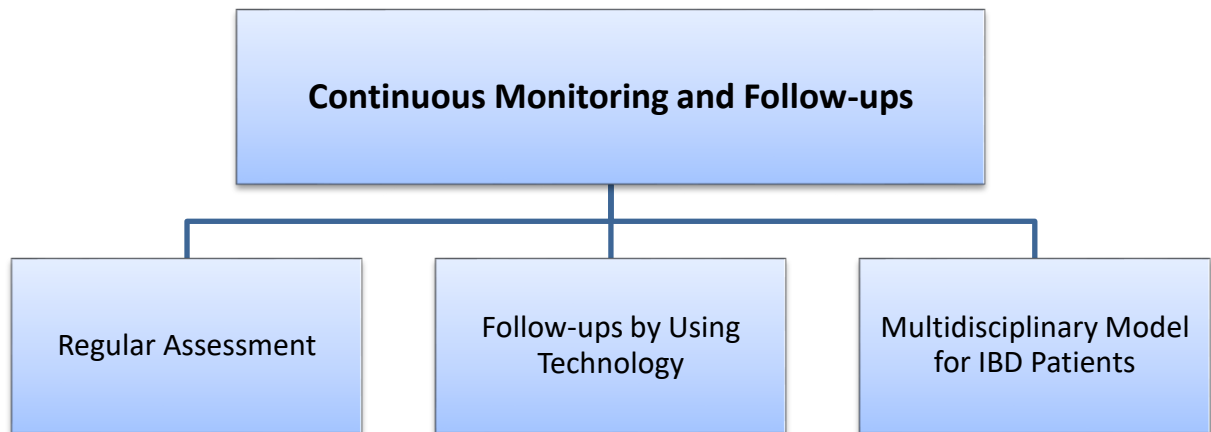 Continuous Monitoring and Follow-ups
Regular Assessment
Follow-ups by Using
Technology
Multidisciplinary Model
for IBD Patients